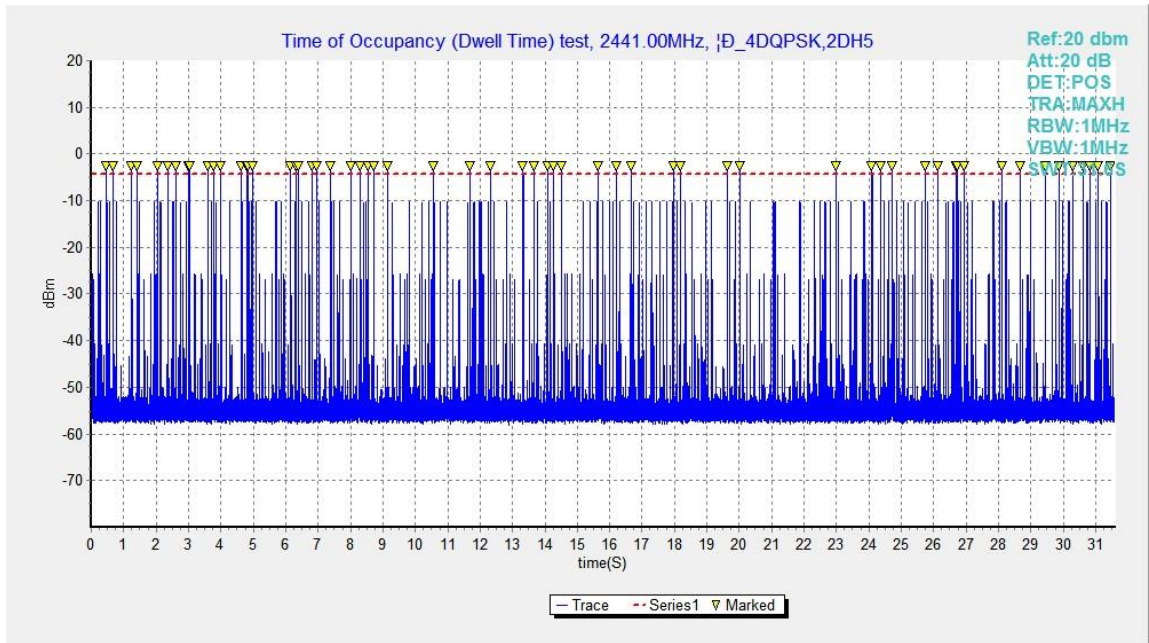 Time of Occupancy (Dwell Time) test, 2441.00MHz, ¦Ð_4DQPSK,2DH5
Ref:20 dbm
Att:20 dB
DET:POS
TRA:MAXH
RBW:1MHz
VBW:1MHz
20
10
0
-10
-20
-30
-40
-50
-60
-70
dBm
0 1 2 3 4 5 6 7 8 9 10 11 12 13 14 15 16 17 18 19 20 21 22 23 24 25 26 27 28 29 30 31
time(S)
Trace Series1 Marked